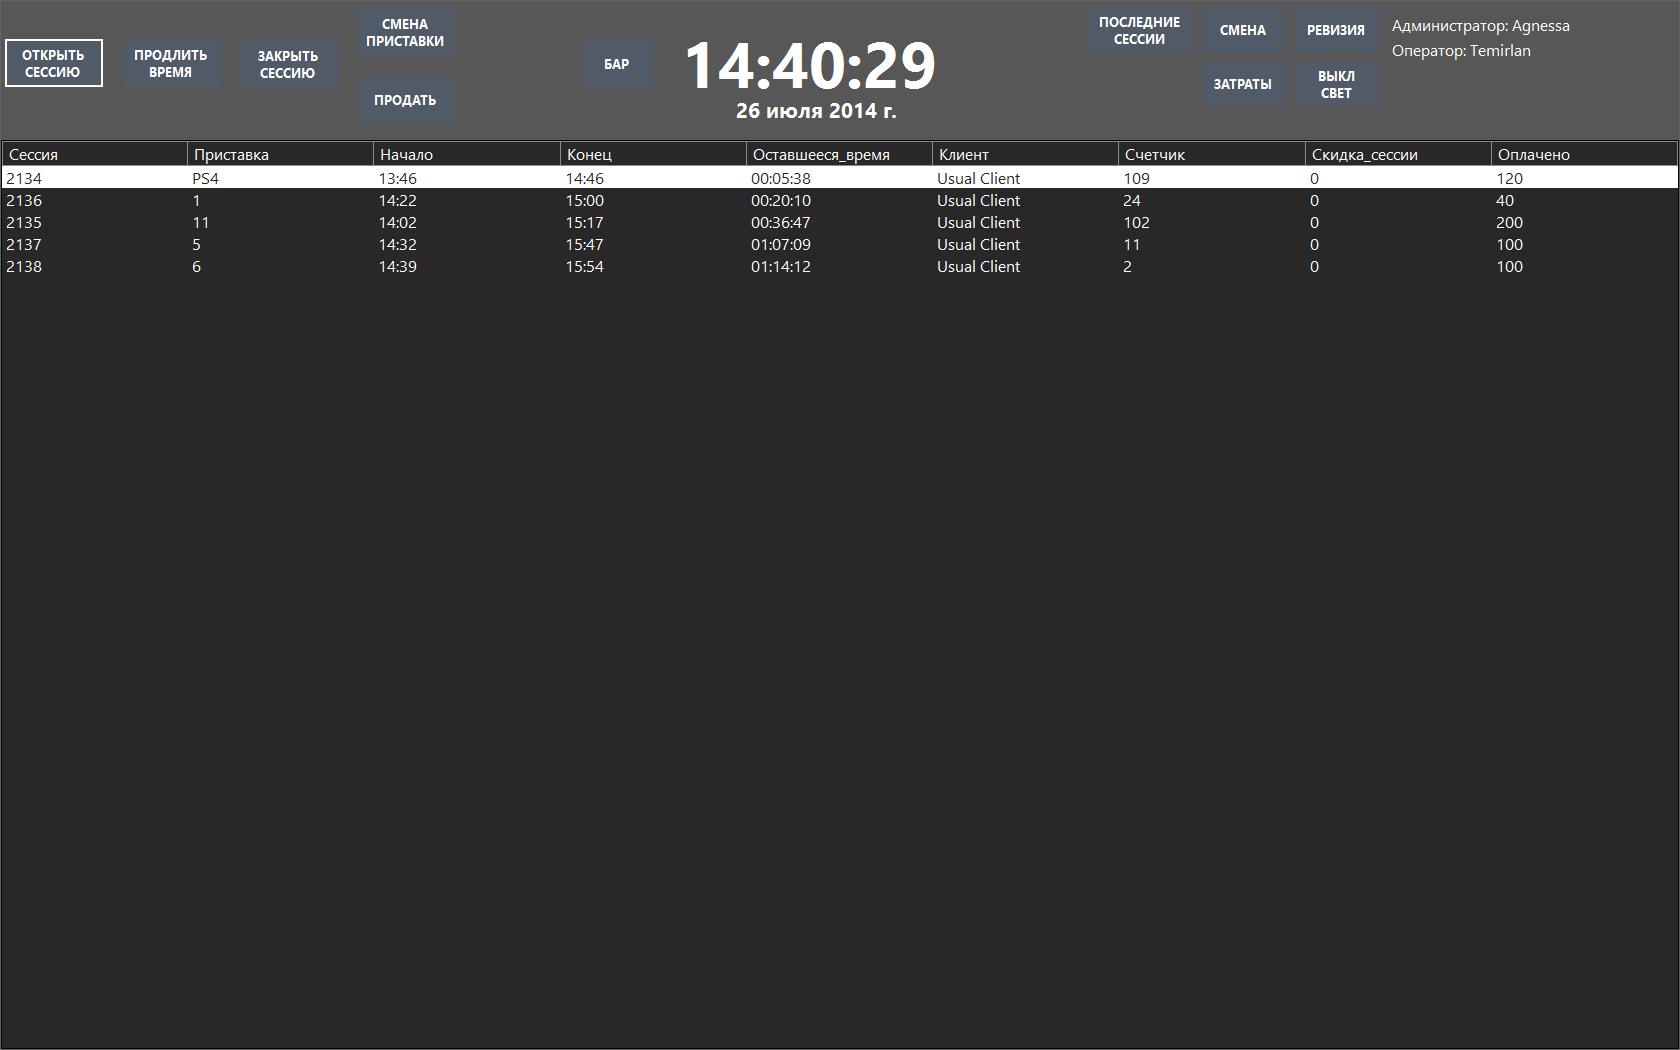 ОТКРЫТЬ
СЕССИЮ
ПРОДЛИТЬ
ВРЕМЯ
ЗАКРЫТЬ
СЕССИЮ
СМЕНА
ПРИСТАВКИ
ПРОДАТЬ
БАР
14:40:29
26 июля 2014 г.
ПОСЛЕДНИЕ
СЕССИИ
СМЕНА
РЕВИЗИЯ
ЗАТРАТЫ
ВЫКЛ
СВЕТ
Администратор: Agnessa
Оператор: Temirlan
Сессия Приставка Начало Конец Оставшееся_время Клиент Счетчик Скидка_сессии Оплачено
2134 PS4 13:46 14:46 00:05:38 Usual Client 109 0 120
2136 1 14:22 15:00 00:20:10 Usual Client 24 0 40
2135 11 14:02 15:17 00:36:47 Usual Client 102 0 200
2137 5 14:32 15:47 01:07:09 Usual Client 11 0 100
2138 6 14:39 15:54 01:14:12 Usual Client 2 0 100